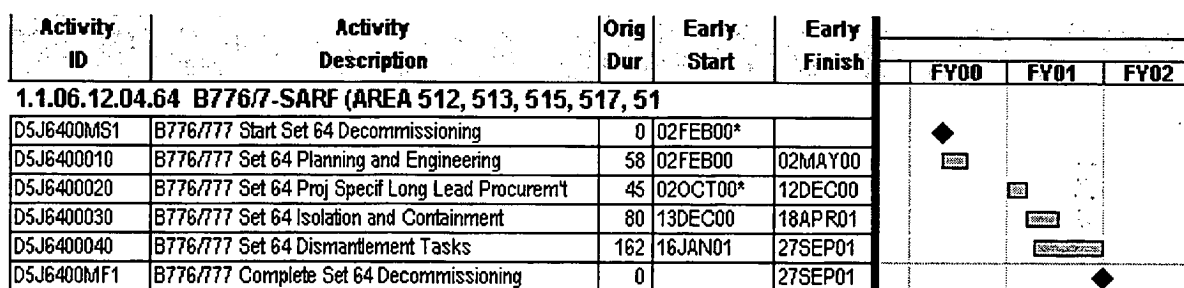 Activity ID Activity Description Orig Dur Early Start Early Finish
FY00 FY01 FY02
1.1.06.12.04.64 B776/7-SARF (AREA 512, 513, 515, 517, 51
D5J6400MS1 B776/777 Start Set 64 Decommissioning 0 02FEB00*
D5J6400010 B776/777 Set 64 Planning and Engineering 58 02FEB00 02MAY00
D5J6400020 B776/777 Set 64 Proj Specif Long Lead Procurem't 45 02OCT00* 12DEC00
D5J6400030 B776/777 Set 64 Isolation and Containment 80 13DEC00 18APR01
D5J6400040 B776/777 Set 64 Dismantlement Tasks 162 16JAN01 27SEP01
D5J6400MF1 B776/777 Complete Set 64 Decommissioning 0 27SEP01